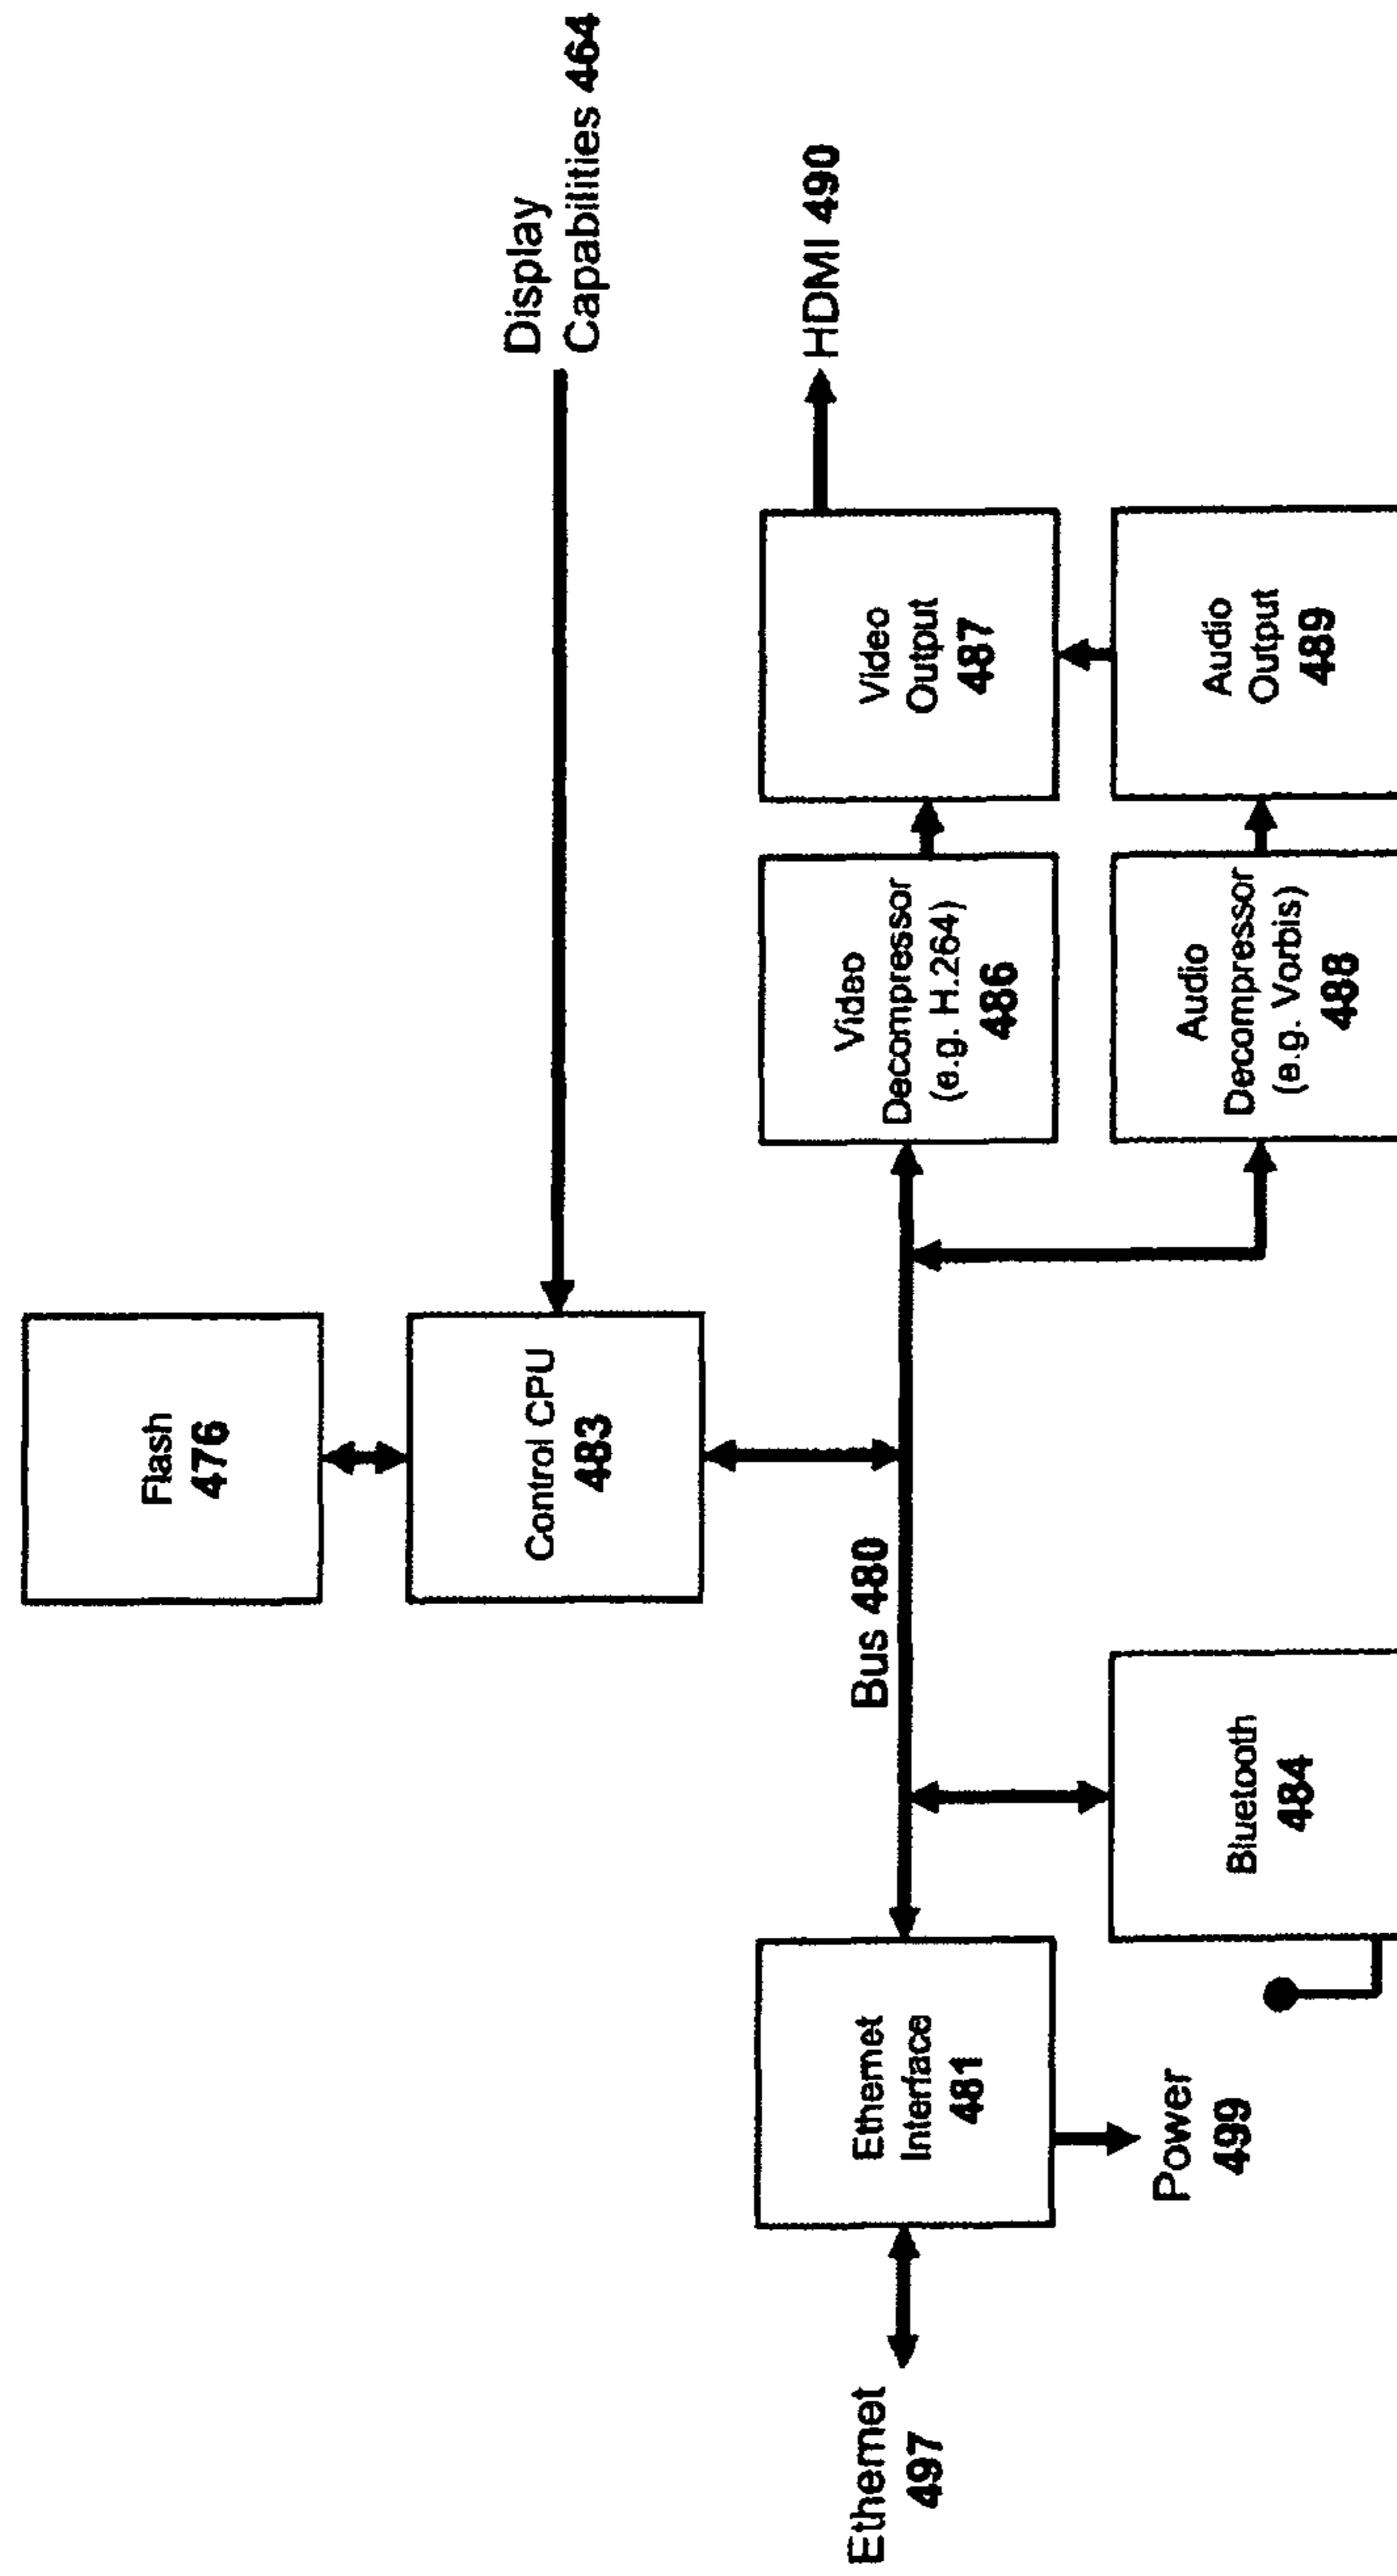 Flash
476
Control CPU
483
Display
Capabilities 464
Ethernet
497
Ethernet
Interface
481
Bus 480
Video
Decompressor
(e.g. H.264)
486
Video
Output
487
HDMI 490
Power
499
Bluetooth
484
Audio
Decompressor
(e.g. Vorbis)
488
Audio
Output
489